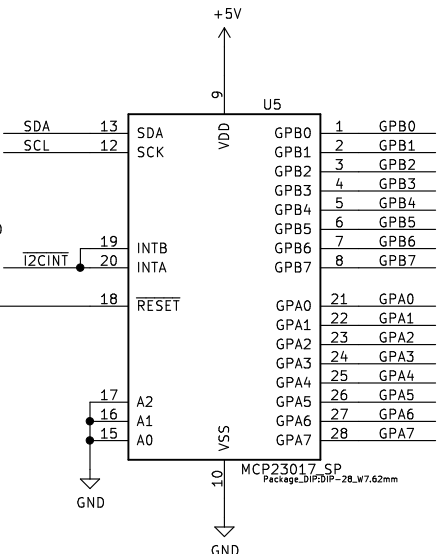 +5V
9
U5
SDA 13 SDA VDD GPB0 1 GPB0
SCL 12 SCK GPB1 2 GPB1
GPB2 3 GPB2
GPB3 4 GPB3
GPB4 5 GPB4
GPB5 6 GPB5
19 INTB GPB6 7 GPB6
I2CINT 20 INTA GPB7 8 GPB7
18 RESET GPA0 21 GPA0
GPA1 22 GPA1
GPA2 23 GPA2
GPA3 24 GPA3
GPA4 25 GPA4
17 A2 GPA5 26 GPA5
16 A1 GPA6 27 GPA6
15 A0 VSS GPA7 28 GPA7
MCP23017_SP
Package_DIP:DIP-28_W7.62mm
10
GND
GND